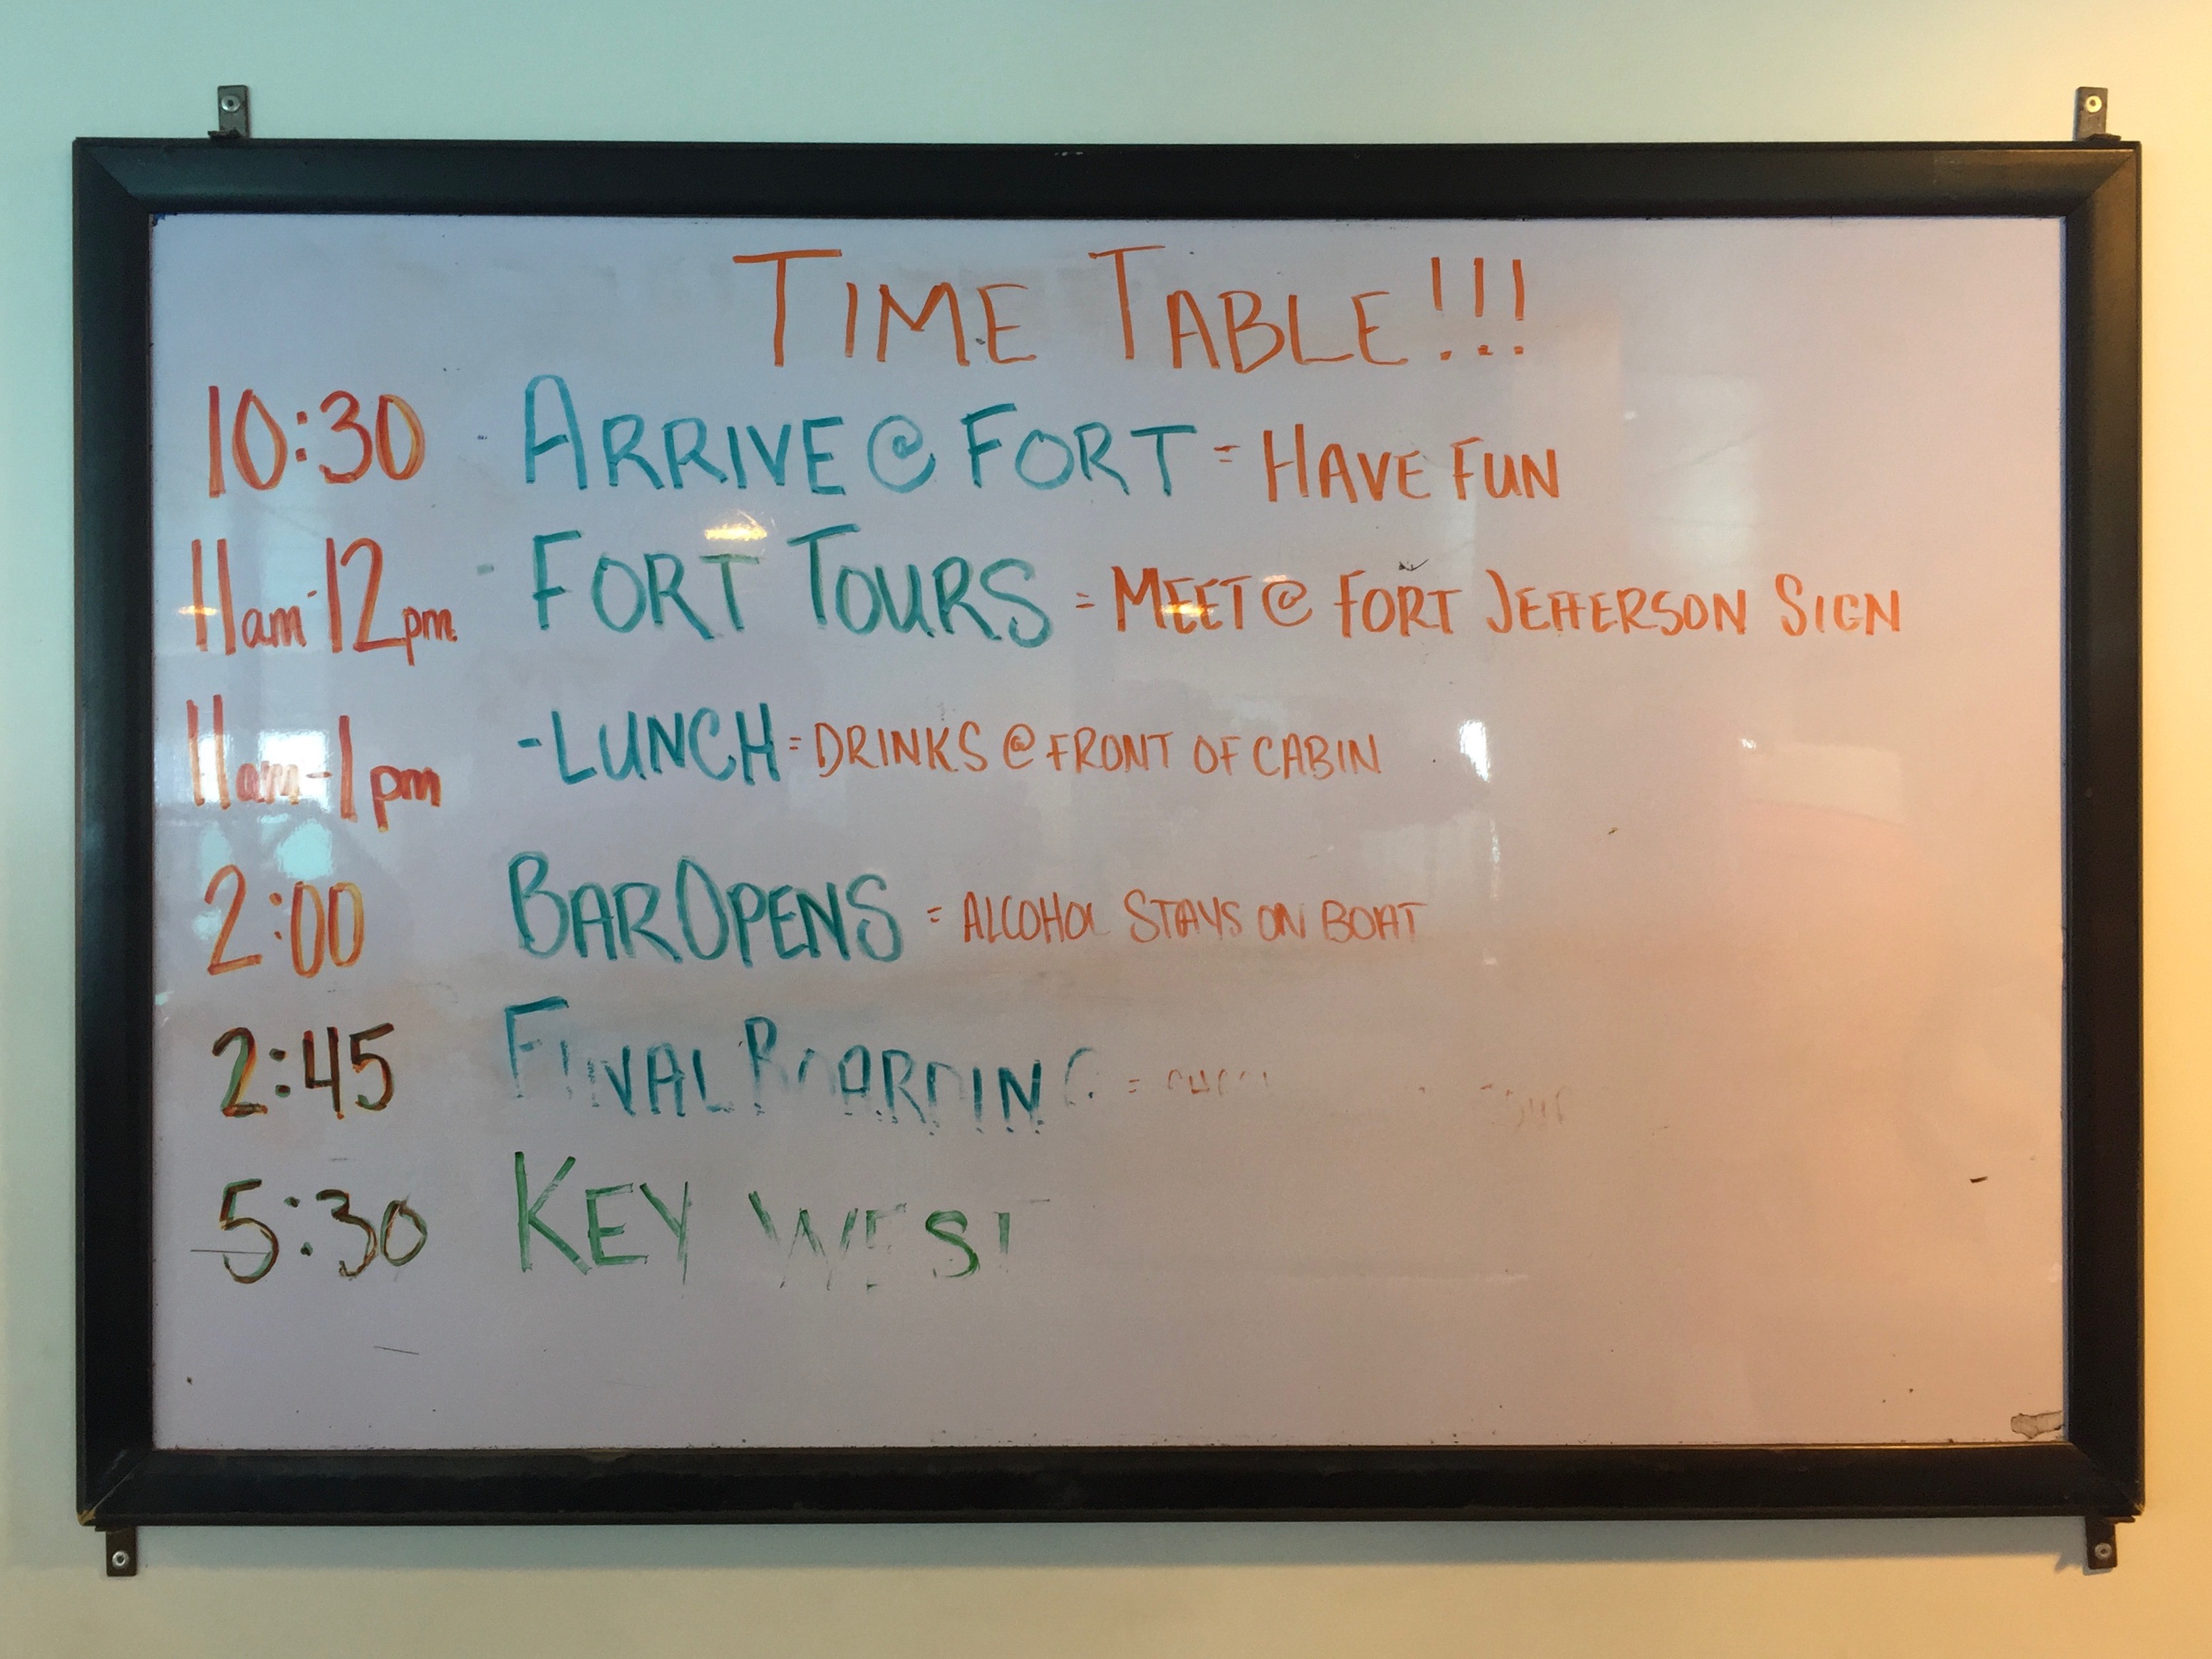 TIME TABLE!!!
10:30 - ARRIVE @ FORT = HAVE FUN
11am-12pm - FORT TOURS = MEET @ FORT JEFFERSON SIGN
11am-1pm - LUNCH = DRINKS @ FRONT OF CABIN
2:00 BAR OPENS = ALCOHOL STAYS ON BOAT
2:45 FINAL BOARDING =
5:30 KEY WEST